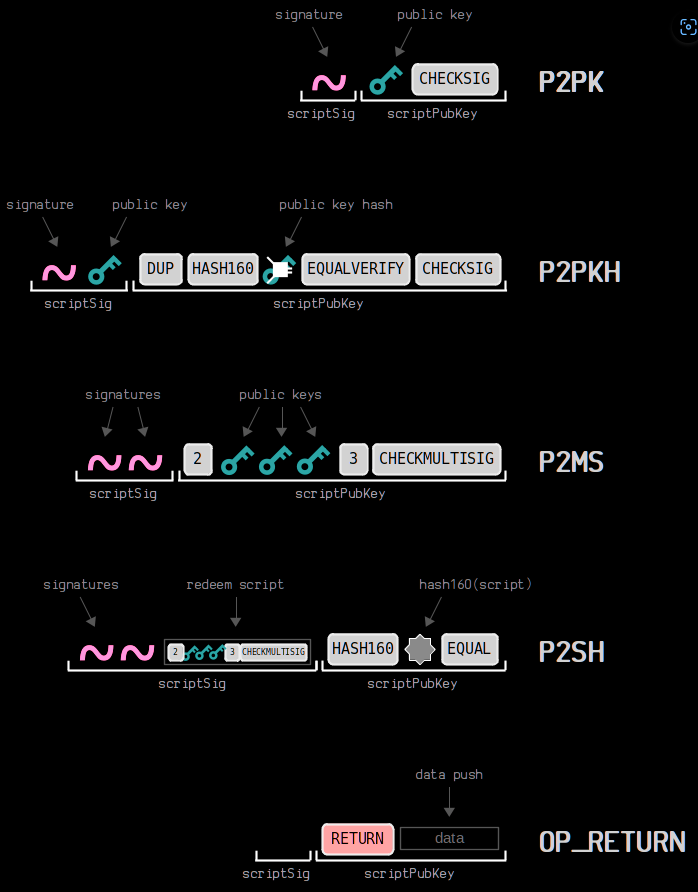 signature public key
CHECKSIG P2PK
scriptSig scriptPubKey
signature public key public key hash
DUP HASH160 EQUALVERIFY CHECKSIG P2PKH
scriptSig scriptPubKey
signatures public keys
2 3 CHECKMULTISIG P2MS
scriptSig scriptPubKey
signatures redeem script hash160(script)
2 3 CHECKMULTISIG HASH160 EQUAL P2SH
scriptSig scriptPubKey
data push
RETURN data OP_RETURN
scriptSig scriptPubKey